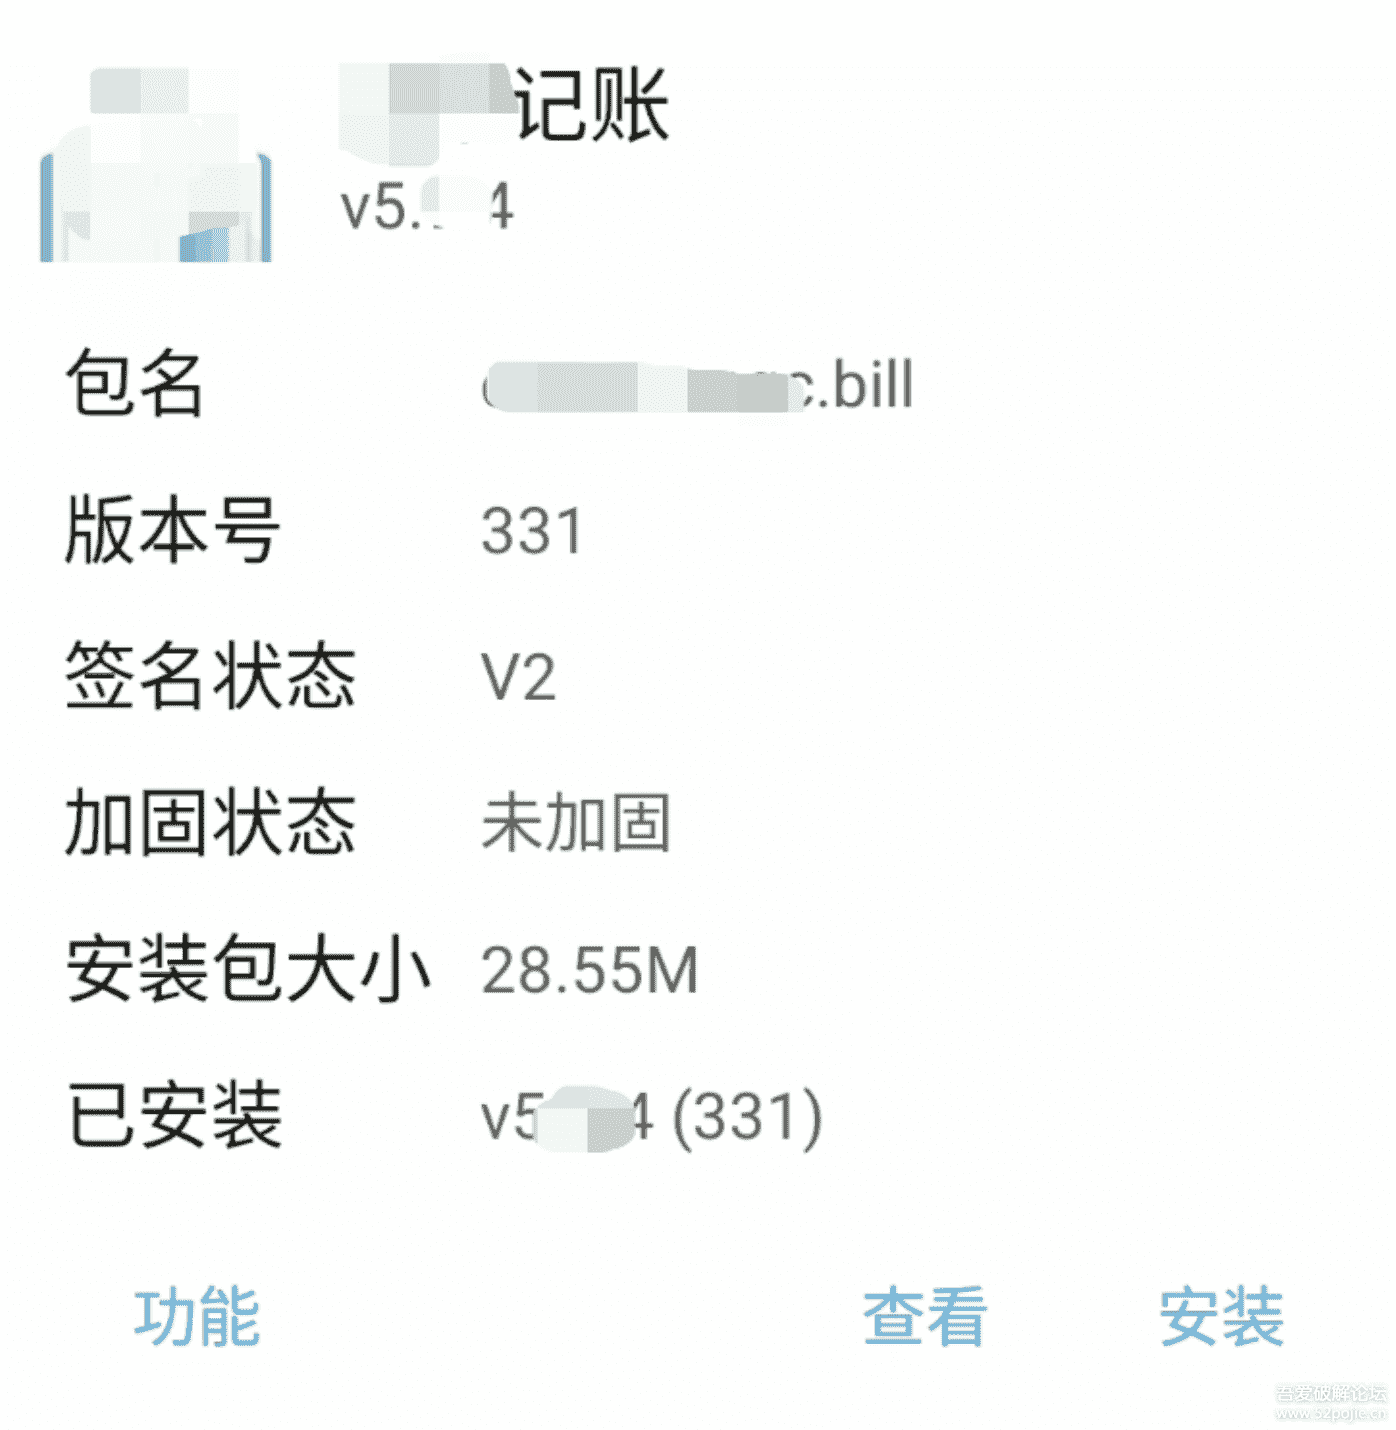 记账
v5. 4
包名 c.bill
版本号 331
签名状态 V2
加固状态 未加固
安装包大小 28.55M
已安装 v5 4 (331)
功能 查看 安装
吾爱破解论坛
www.52pojie.cn